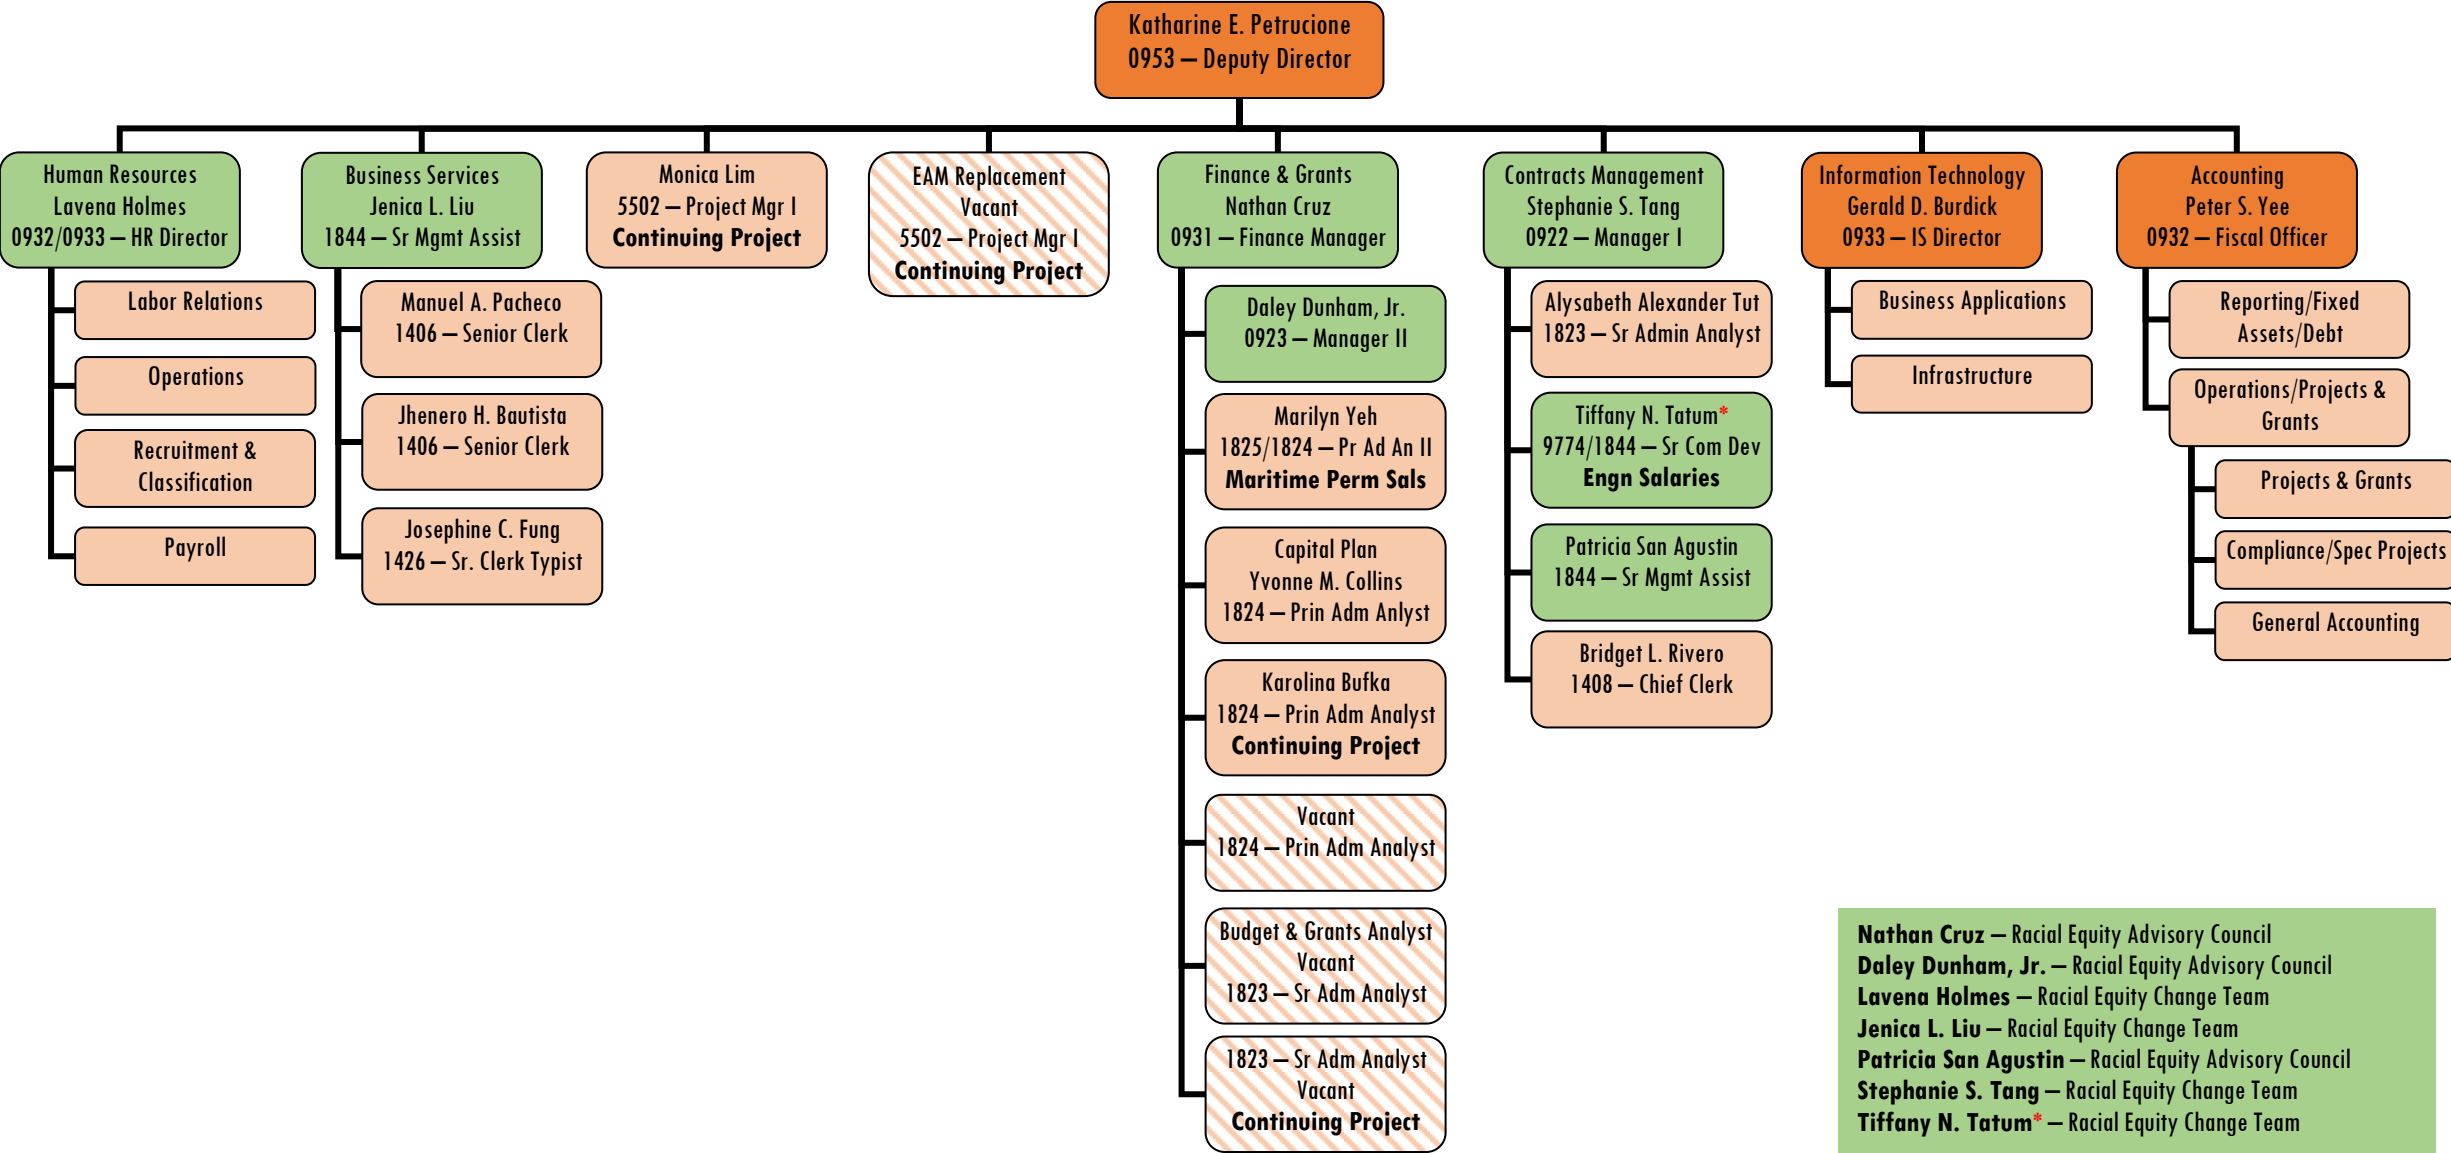 Katharine E. Petrucione
0953 – Deputy Director
Human Resources
Lavena Holmes
0932/0933 – HR Director
Labor Relations
Operations
Recruitment &
Classification
Payroll
Business Services
Jenica L. Liu
1844 – Sr Mgmt Assist
Manuel A. Pacheco
1406 – Senior Clerk
Jhenero H. Bautista
1406 – Senior Clerk
Josephine C. Fung
1426 – Sr. Clerk Typist
Monica Lim
5502 – Project Mgr I
Continuing Project
EAM Replacement
Vacant
5502 – Project Mgr I
Continuing Project
Finance & Grants
Nathan Cruz
0931 – Finance Manager
Daley Dunham, Jr.
0923 – Manager II
Marilyn Yeh
1825/1824 – Pr Ad An II
Maritime Perm Sals
Capital Plan
Yvonne M. Collins
1824 – Prin Adm Anlyst
Karolina Bufka
1824 – Prin Adm Analyst
Continuing Project
Vacant
1824 – Prin Adm Analyst
Budget & Grants Analyst
Vacant
1823 – Sr Adm Analyst
1823 – Sr Adm Analyst
Vacant
Continuing Project
Contracts Management
Stephanie S. Tang
0922 – Manager I
Alysabeth Alexander Tut
1823 – Sr Admin Analyst
Tiffany N. Tatum*
9774/1844 – Sr Com Dev
Engn Salaries
Patricia San Agustin
1844 – Sr Mgmt Assist
Bridget L. Rivero
1408 – Chief Clerk
Information Technology
Gerald D. Burdick
0933 – IS Director
Business Applications
Infrastructure
Accounting
Peter S. Yee
0932 – Fiscal Officer
Reporting/Fixed
Assets/Debt
Operations/Projects &
Grants
Projects & Grants
Compliance/Spec Projects
General Accounting
Nathan Cruz – Racial Equity Advisory Council
Daley Dunham, Jr. – Racial Equity Advisory Council
Lavena Holmes – Racial Equity Change Team
Jenica L. Liu – Racial Equity Change Team
Patricia San Agustin – Racial Equity Advisory Council
Stephanie S. Tang – Racial Equity Change Team
Tiffany N. Tatum* – Racial Equity Change Team